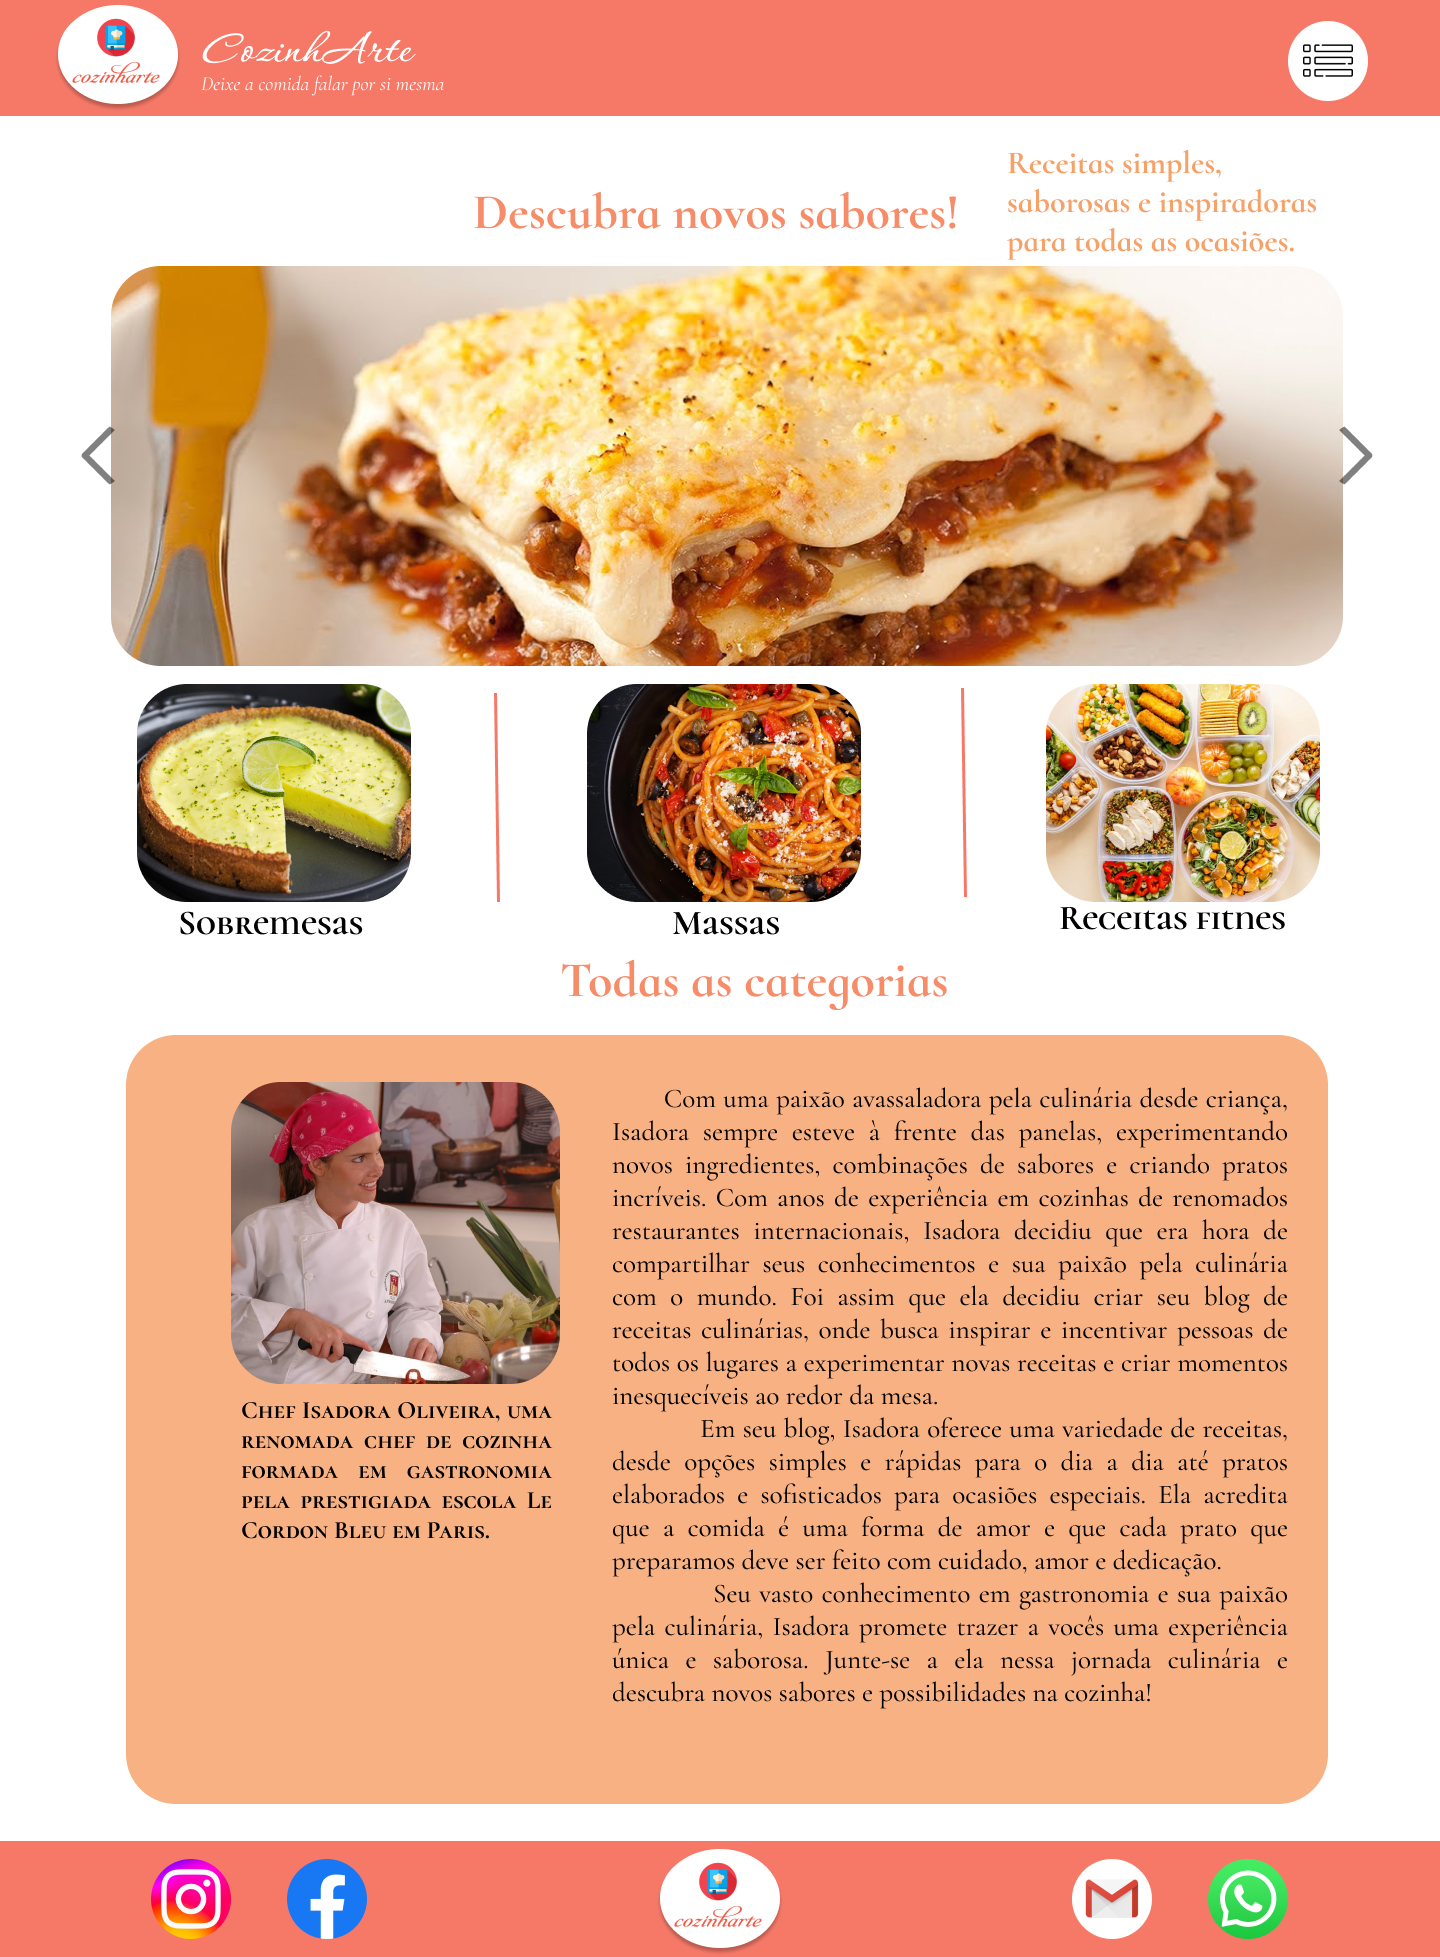 cozinharte
CozinhArte
Deixe a comida falar por si mesma
Receitas simples,
saborosas e inspiradoras
para todas as ocasiões.
Descubra novos sabores!
Sobremesas
Massas
Receitas fitnes
Todas as categorias
Chef Isadora Oliveira, uma
renomada chef de cozinha
formada em gastronomia
pela prestigiada escola Le
Cordon Bleu em Paris.
Com uma paixão avassaladora pela culinária desde criança,
Isadora sempre esteve à frente das panelas, experimentando
novos ingredientes, combinações de sabores e criando pratos
incríveis. Com anos de experiência em cozinhas de renomados
restaurantes internacionais, Isadora decidiu que era hora de
compartilhar seus conhecimentos e sua paixão pela culinária
com o mundo. Foi assim que ela decidiu criar seu blog de
receitas culinárias, onde busca inspirar e incentivar pessoas de
todos os lugares a experimentar novas receitas e criar momentos
inesquecíveis ao redor da mesa.
Em seu blog, Isadora oferece uma variedade de receitas,
desde opções simples e rápidas para o dia a dia até pratos
elaborados e sofisticados para ocasiões especiais. Ela acredita
que a comida é uma forma de amor e que cada prato que
preparamos deve ser feito com cuidado, amor e dedicação.
Seu vasto conhecimento em gastronomia e sua paixão
pela culinária, Isadora promete trazer a vocês uma experiência
única e saborosa. Junte-se a ela nessa jornada culinária e
descubra novos sabores e possibilidades na cozinha!
cozinharte